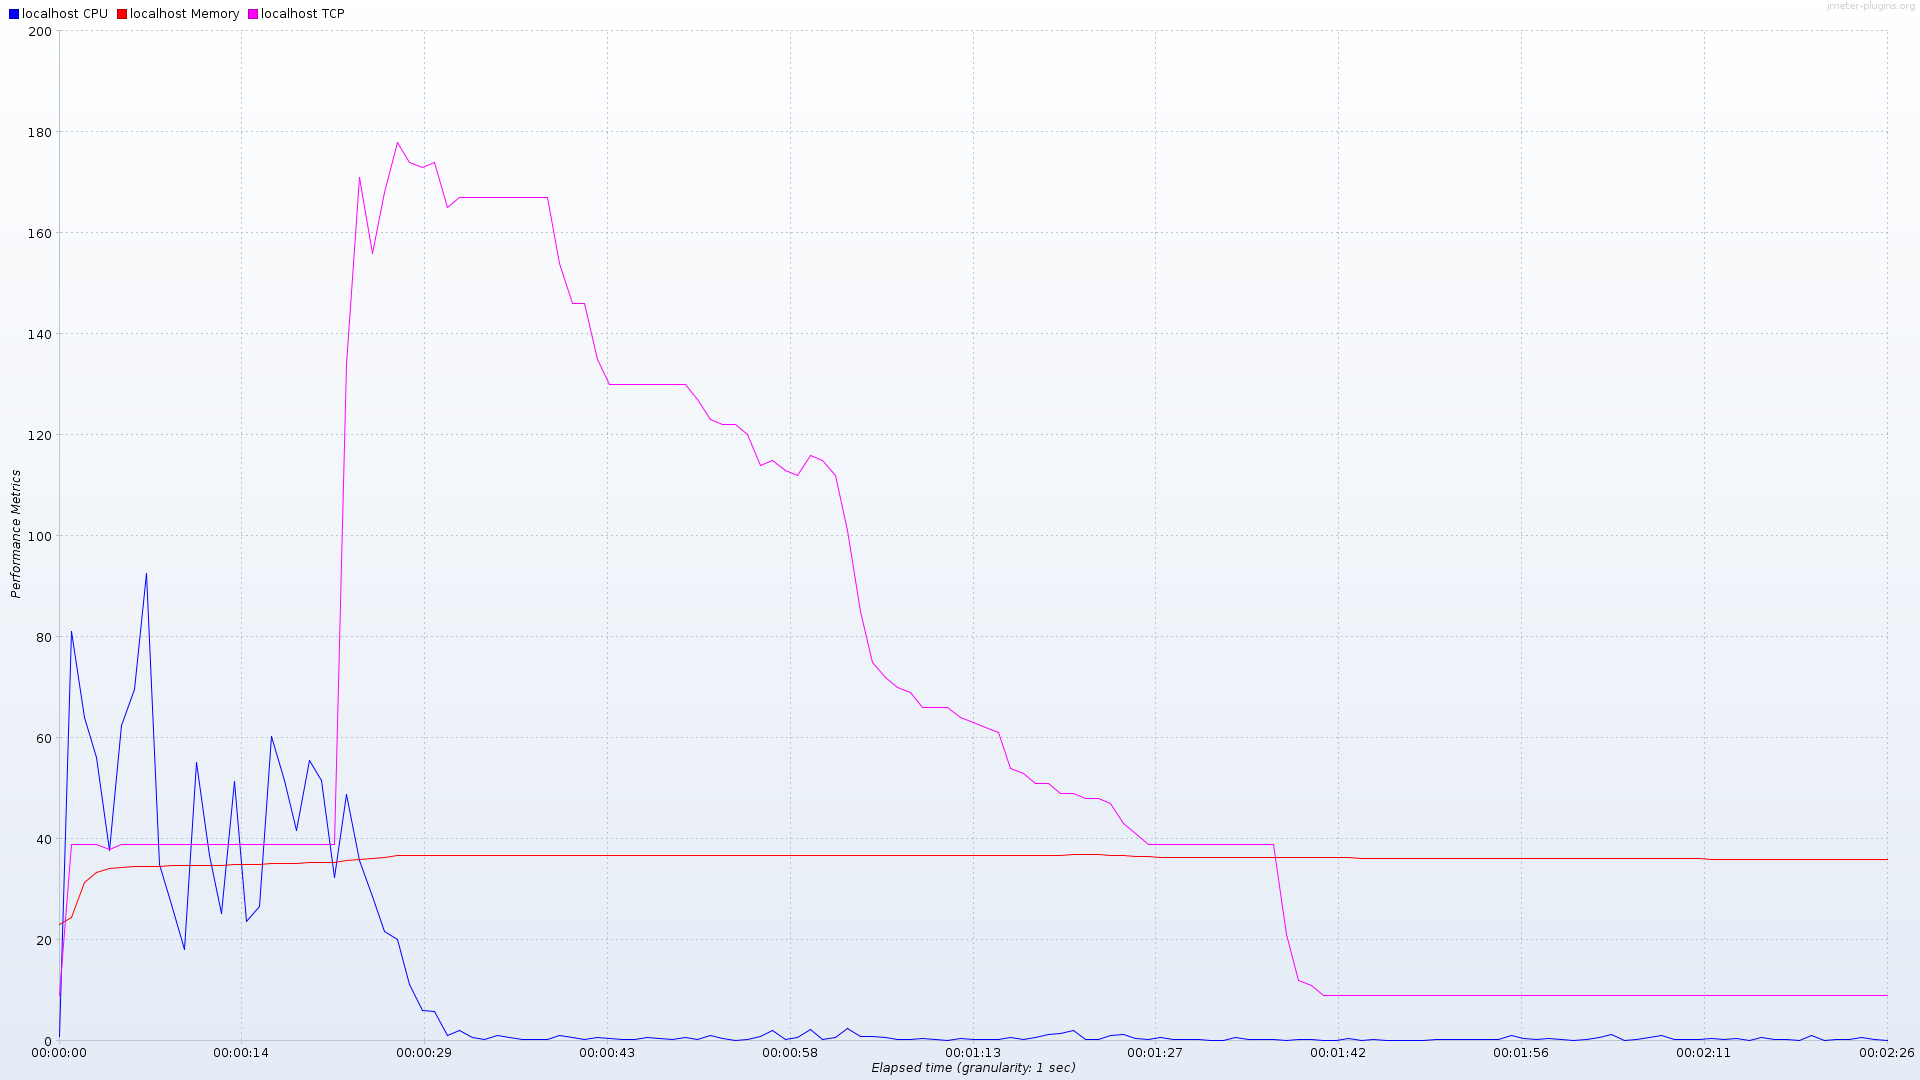 localhost CPU localhost Memory localhost TCP
jmeter-plugins.org
200
180
160
140
120
100
80
60
40
20
0
Performance Metrics
00:00:00 00:00:14 00:00:29 00:00:43 00:00:58 00:01:13 00:01:27 00:01:42 00:01:56 00:02:11 00:02:26
Elapsed time (granularity: 1 sec)